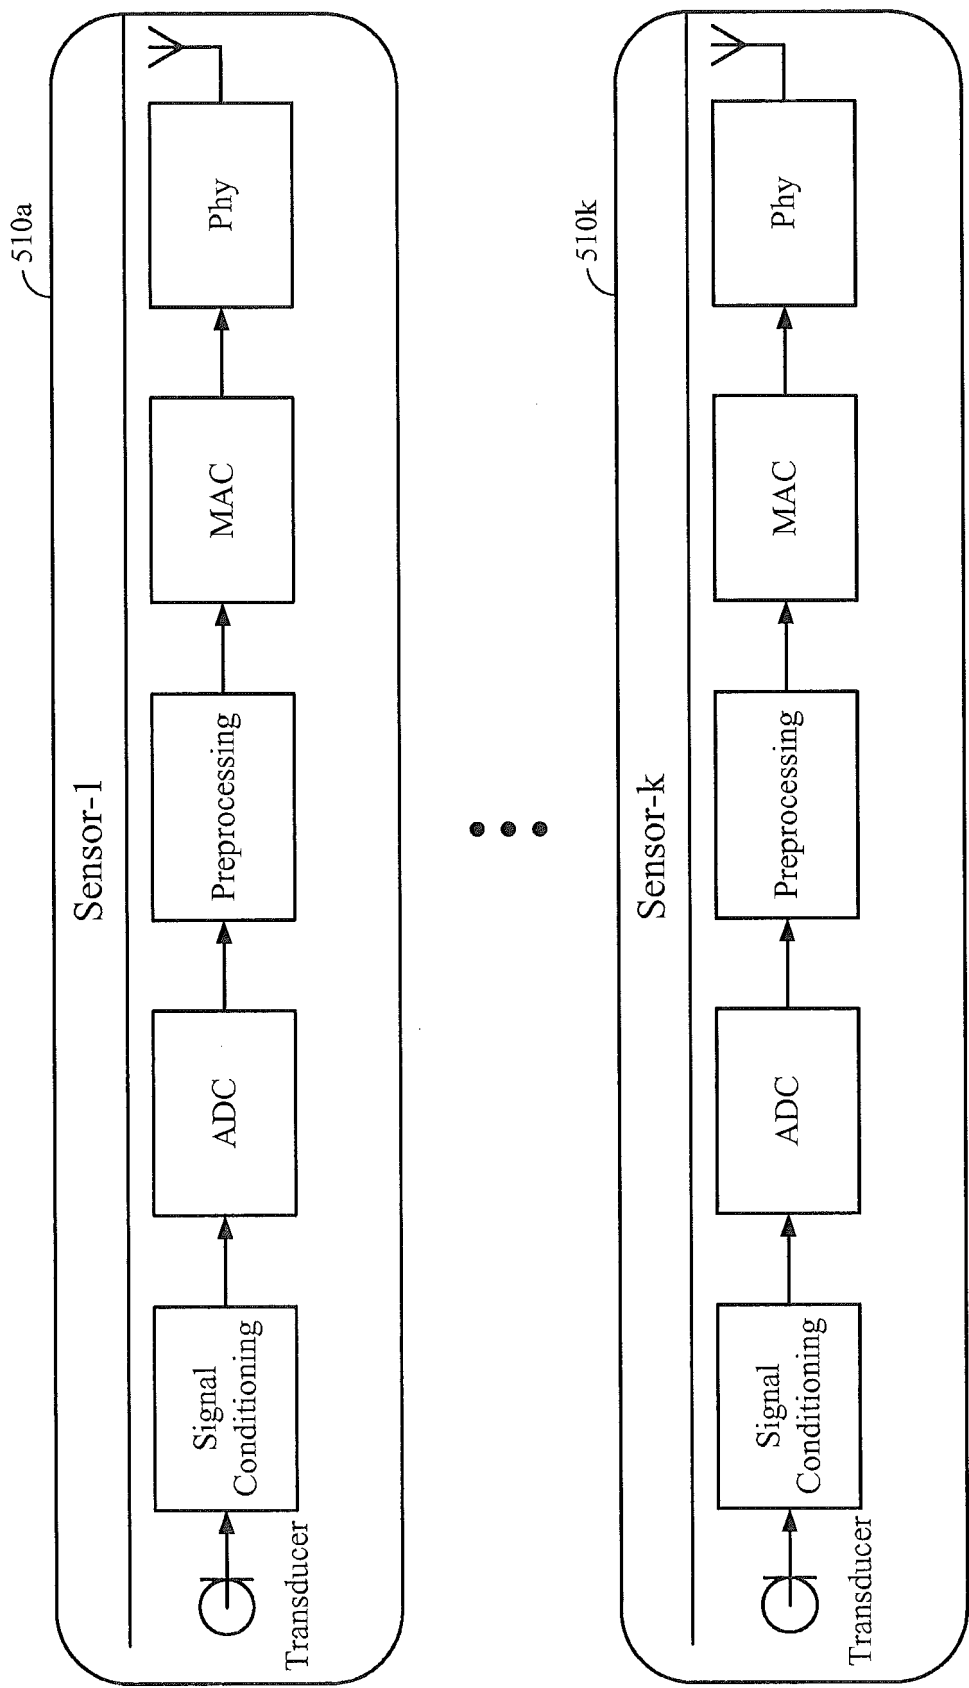 510a
Sensor-1
Transducer
Signal
Conditioning
ADC
Preprocessing
MAC
Phy
510k
Sensor-k
Transducer
Signal
Conditioning
ADC
Preprocessing
MAC
Phy